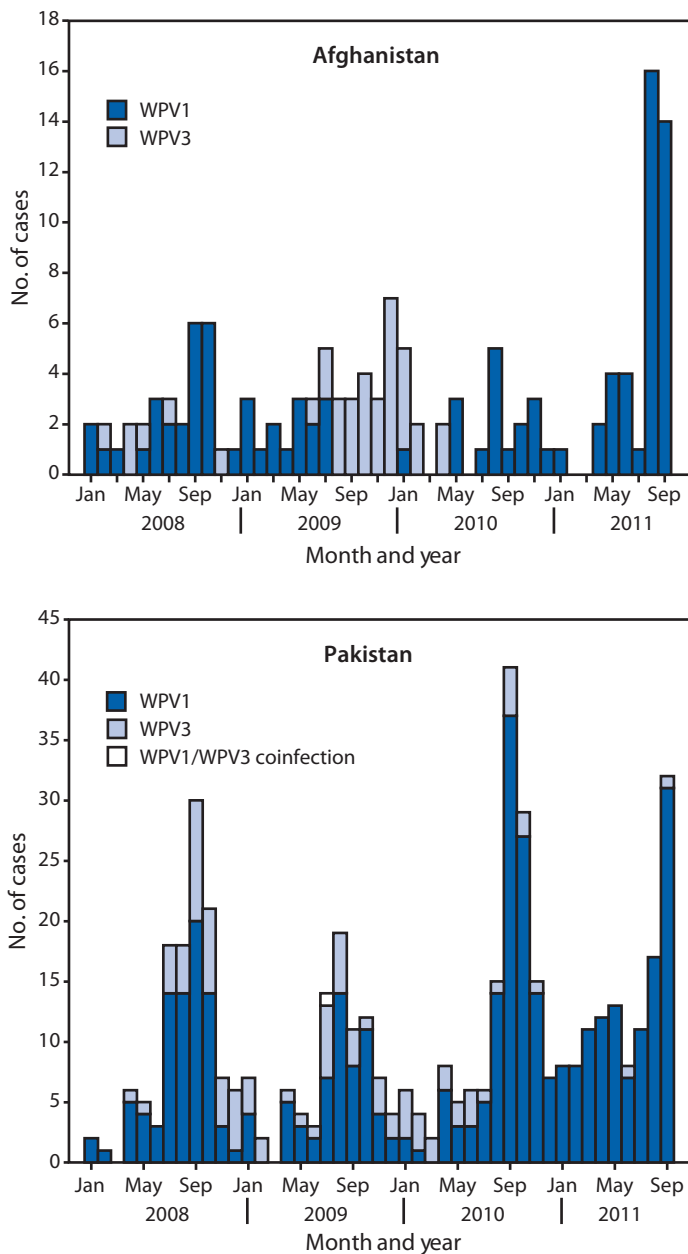 Afghanistan
WPV1
WPV3
No. of cases
18
16
14
12
10
8
6
4
2
0
Jan May Sep Jan May Sep Jan May Sep Jan May Sep
2008 2009 2010 2011
Month and year
Pakistan
WPV1
WPV3
WPV1/WPV3 coinfection
No. of cases
45
40
35
30
25
20
15
10
5
0
Jan May Sep Jan May Sep Jan May Sep Jan May Sep
2008 2009 2010 2011
Month and year